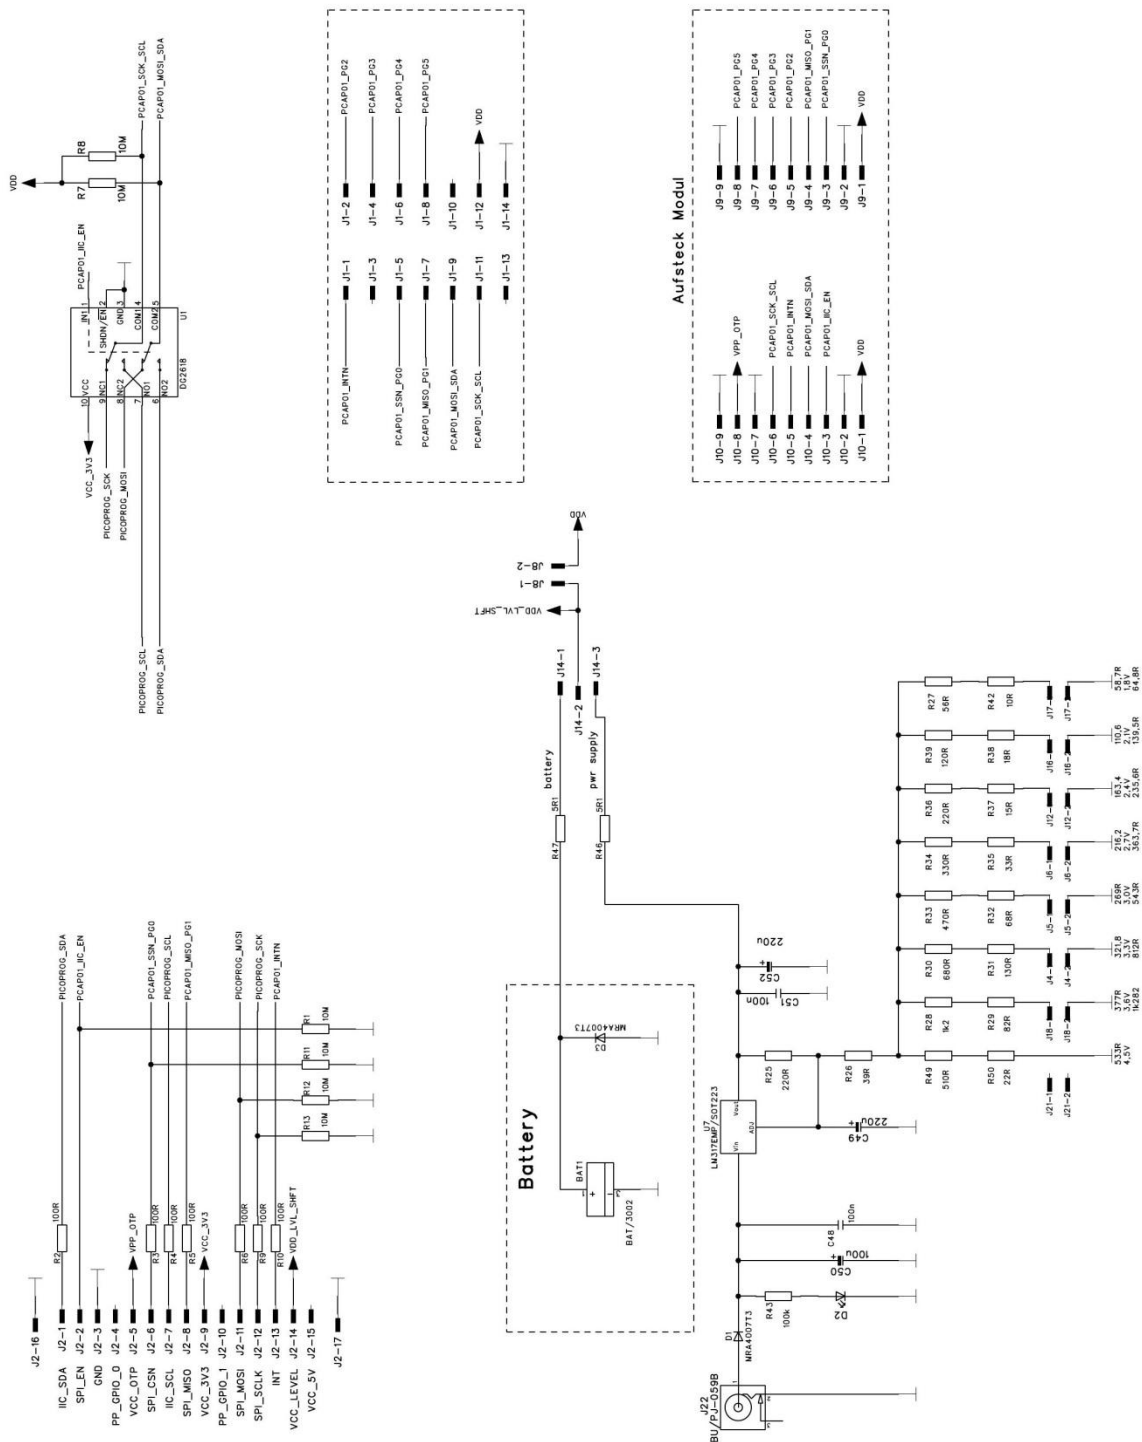 VDD
R8
10M
R7
10M
PCAP01_SCK_SCL
PCAP01_MOSI_SDA
PCAP01_IIC_EN
IN1 1
SHDN/EN 2
GND 3
COM1 4
COM2 5
U1
DG2618
10 VCC
9 NC1
8 NC2
7 NO1
6 NO2
VCC_3V3
PICOPROG_SCK
PICOPROG_MOSI
PICOPROG_SCL
PICOPROG_SDA
J1-2 PCAP01_PG2
J1-4 PCAP01_PG3
J1-6 PCAP01_PG4
J1-8 PCAP01_PG5
J1-10
J1-12 VDD
J1-14
PCAP01_INTN J1-1
J1-3
PCAP01_SSN_PG0 J1-5
PCAP01_MISO_PG1 J1-7
PCAP01_MOSI_SDA J1-9
PCAP01_SCK_SCL J1-11
J1-13
Aufsteck Modul
J9-9
J9-8 PCAP01_PG5
J9-7 PCAP01_PG4
J9-6 PCAP01_PG3
J9-5 PCAP01_PG2
J9-4 PCAP01_MISO_PG1
J9-3 PCAP01_SSN_PG0
J9-2
J9-1 VDD
J10-9
J10-8 VPP_OTP
J10-7
J10-6 PCAP01_SCK_SCL
J10-5 PCAP01_INTN
J10-4 PCAP01_MOSI_SDA
J10-3 PCAP01_IIC_EN
J10-2
J10-1 VDD
J2-16
IIC_SDA J2-1 R2 100R PICOPROG_SDA
SPI_EN J2-2 PCAP01_IIC_EN
GND J2-3
PP_GPIO_0 J2-4
VCC_OTP J2-5 VPP_OTP
SPI_CSN J2-6 R3 100R PCAP01_SSN_PG0
IIC_SCL J2-7 R4 100R PICOPROG_SCL
SPI_MISO J2-8 R5 100R PCAP01_MISO_PG1
VCC_3V3 J2-9 VCC_3V3
PP_GPIO_1 J2-10
SPI_MOSI J2-11 R6 100R PICOPROG_MOSI
SPI_SCLK J2-12 R9 100R PICOPROG_SCK
INT J2-13 R10 100R PCAP01_INTN
VCC_LEVEL J2-14 VDD_LVL_SHFT
VCC_5V J2-15
J2-17
R1 10M
R11 10M
R12 10M
R13 10M
VDD
J8-2
J8-1
VDD_LVL_SHFT
J14-1
J14-2
J14-3
battery
pwr supply
R47 5R1
R46 5R1
Battery
BAT1
+ 1
BAT/3002
D3
MRA4007T3
J22
BU/PJ-059B
1
2
3
D1
MRA4007T3
R43
100k
D2
C50
100u
C48
100n
U7
LM317EMP/SOT223
Vin
Vout
ADJ
C49
220u
C51
100n
C52
220u
R25
220R
R26
39R
R49
510R
R50
22R
J21-1
J21-2
533R
4,5V
R28
1k2
R29
82R
J18-2
377R
3,6V
1k282
R30
680R
R31
130R
J4-2
321,8
3,3V
812R
R33
470R
R32
68R
J5-2
269R
3,0V
543R
R34
330R
R35
33R
J6-1
J6-2
216,2
2,7V
363,7R
R36
220R
R37
15R
J12-2
163,4
2,4V
235,6R
R39
120R
R38
18R
J16-2
110,6
2,1V
139,5R
R27
56R
R42
10R
58,7R
1,8V
64,8R